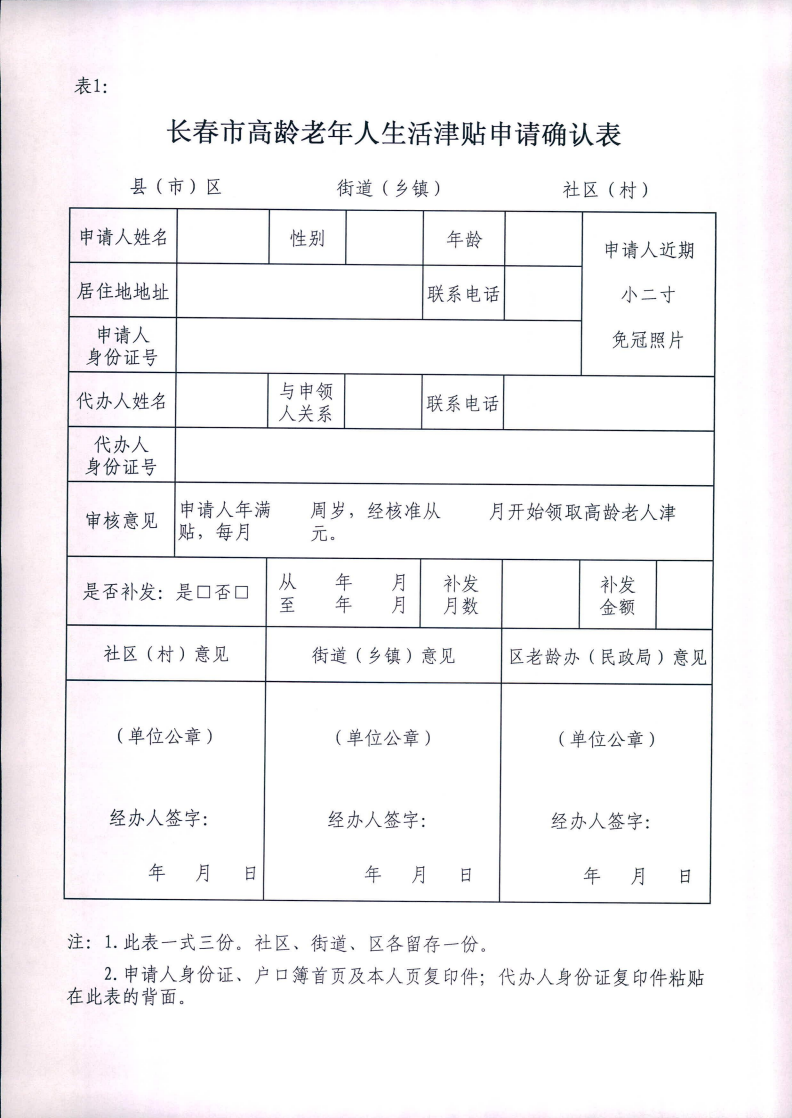 表1:
长春市高龄老年人生活津贴申请确认表
县（市）区 街道（乡镇） 社区（村）
申请人姓名 性别 年龄 申请人近期
小二寸
免冠照片
居住地地址 联系电话
申请人
身份证号
代办人姓名 与申领
人关系 联系电话
代办人
身份证号
审核意见 申请人年满 周岁，经核准从 月开始领取高龄老人津
贴，每月 元。
是否补发：是□否□ 从 年 月
至 年 月 补发
月数 补发
金额
社区（村）意见 街道（乡镇）意见 区老龄办（民政局）意见
（单位公章） （单位公章） （单位公章）
经办人签字： 经办人签字： 经办人签字：
年 月 日 年 月 日 年 月 日
注：1.此表一式三份。社区、街道、区各留存一份。
2.申请人身份证、户口簿首页及本人页复印件；代办人身份证复印件粘贴
在此表的背面。